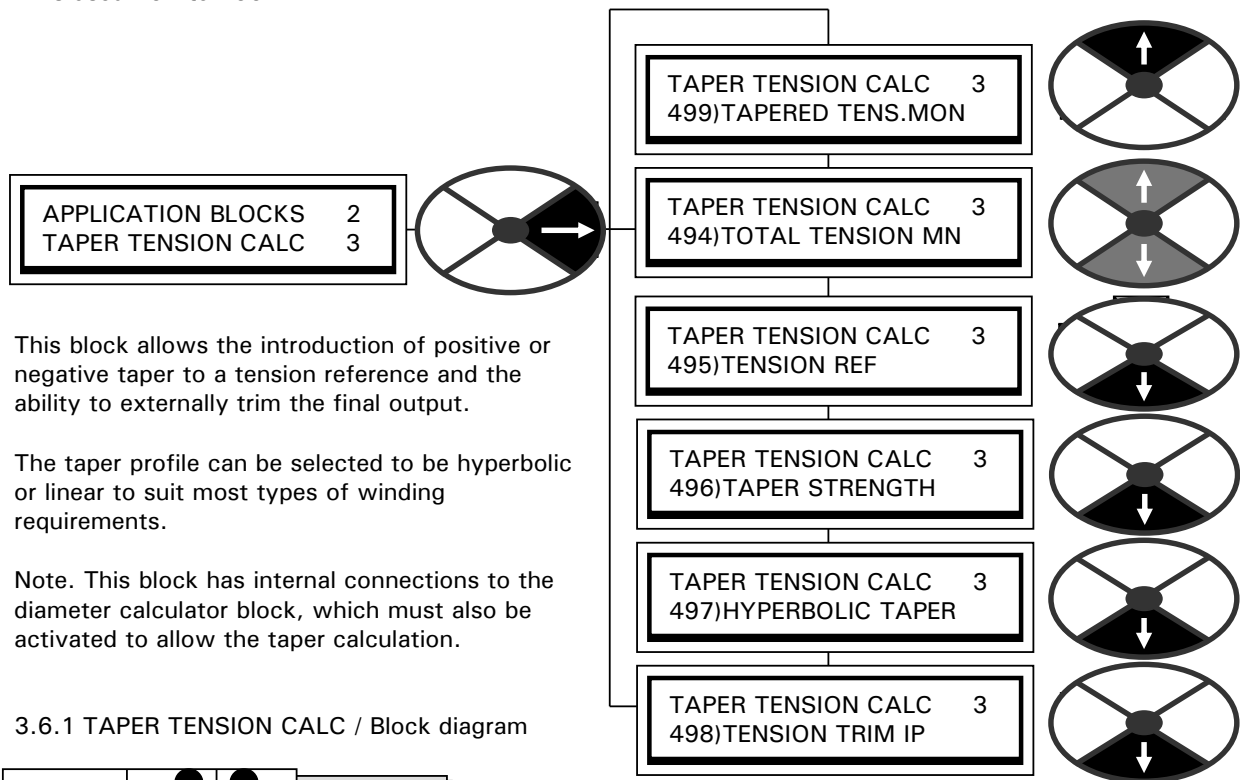 TAPER TENSION CALC 3
499)TAPERED TENS.MON
APPLICATION BLOCKS 2
TAPER TENSION CALC 3
TAPER TENSION CALC 3
494)TOTAL TENSION MN
TAPER TENSION CALC 3
495)TENSION REF
TAPER TENSION CALC 3
496)TAPER STRENGTH
TAPER TENSION CALC 3
497)HYPERBOLIC TAPER
TAPER TENSION CALC 3
498)TENSION TRIM IP
This block allows the introduction of positive or
negative taper to a tension reference and the
ability to externally trim the final output.
The taper profile can be selected to be hyperbolic
or linear to suit most types of winding
requirements.
Note. This block has internal connections to the
diameter calculator block, which must also be
activated to allow the taper calculation.
3.6.1 TAPER TENSION CALC / Block diagram